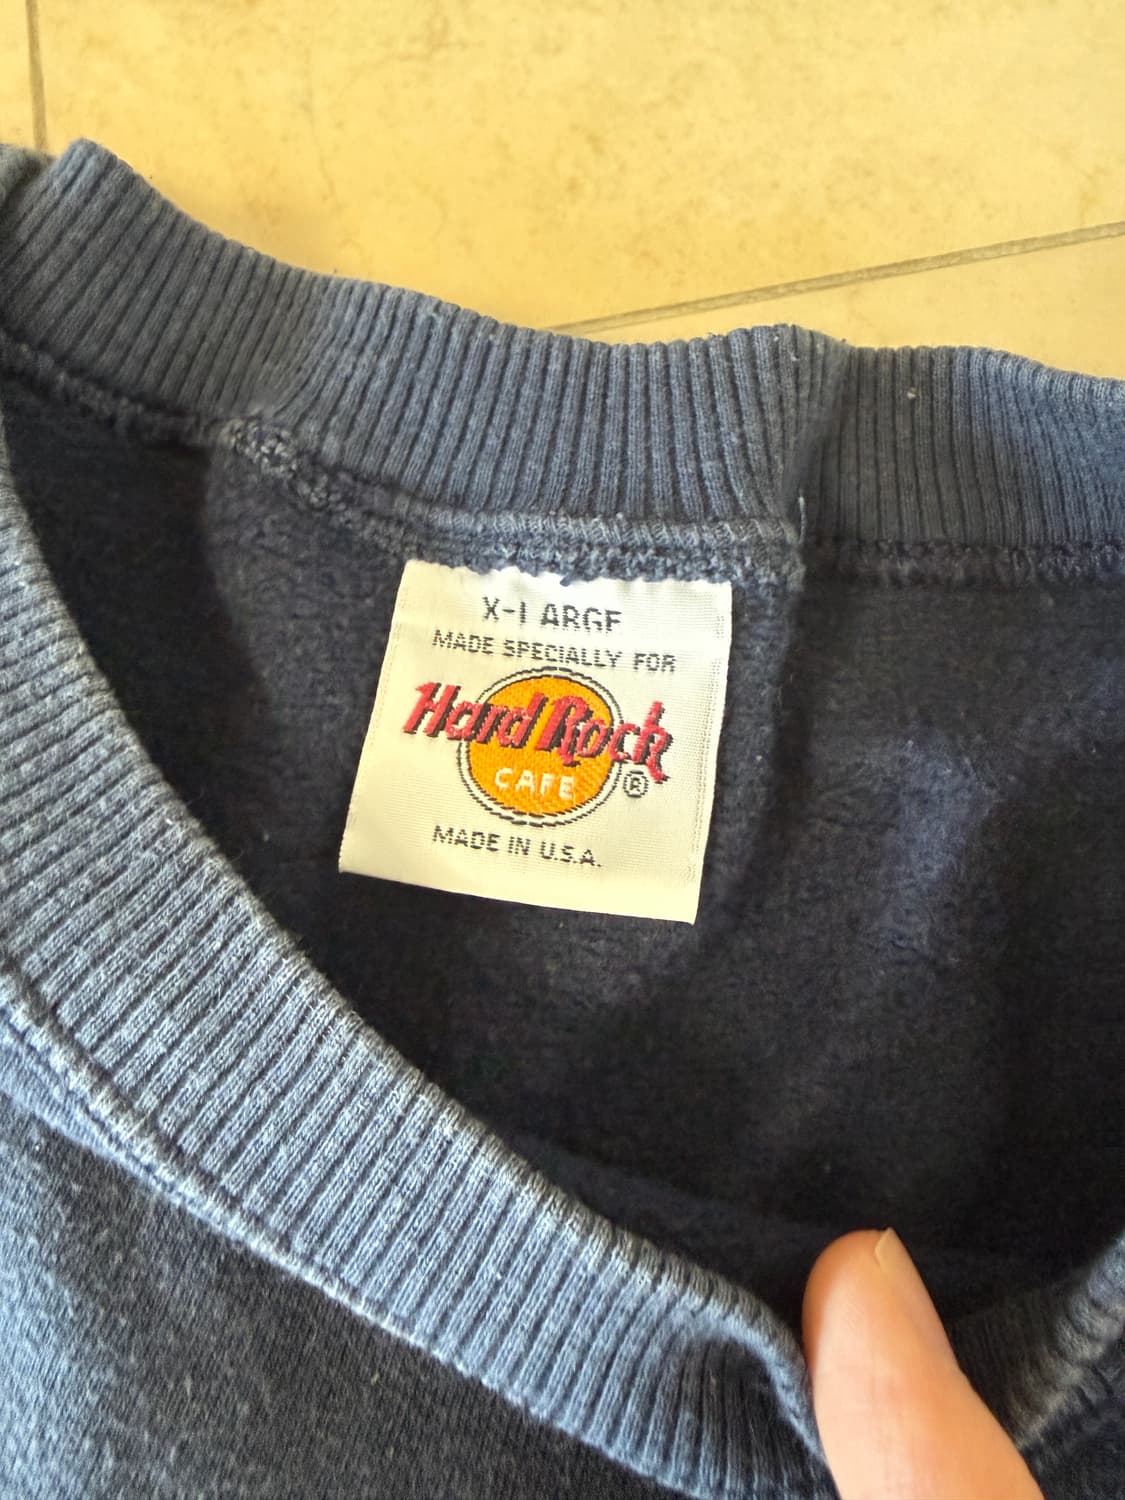 X-LARGE
MADE SPECIALLY FOR
Hard Rock
CAFE
®
MADE IN U.S.A.